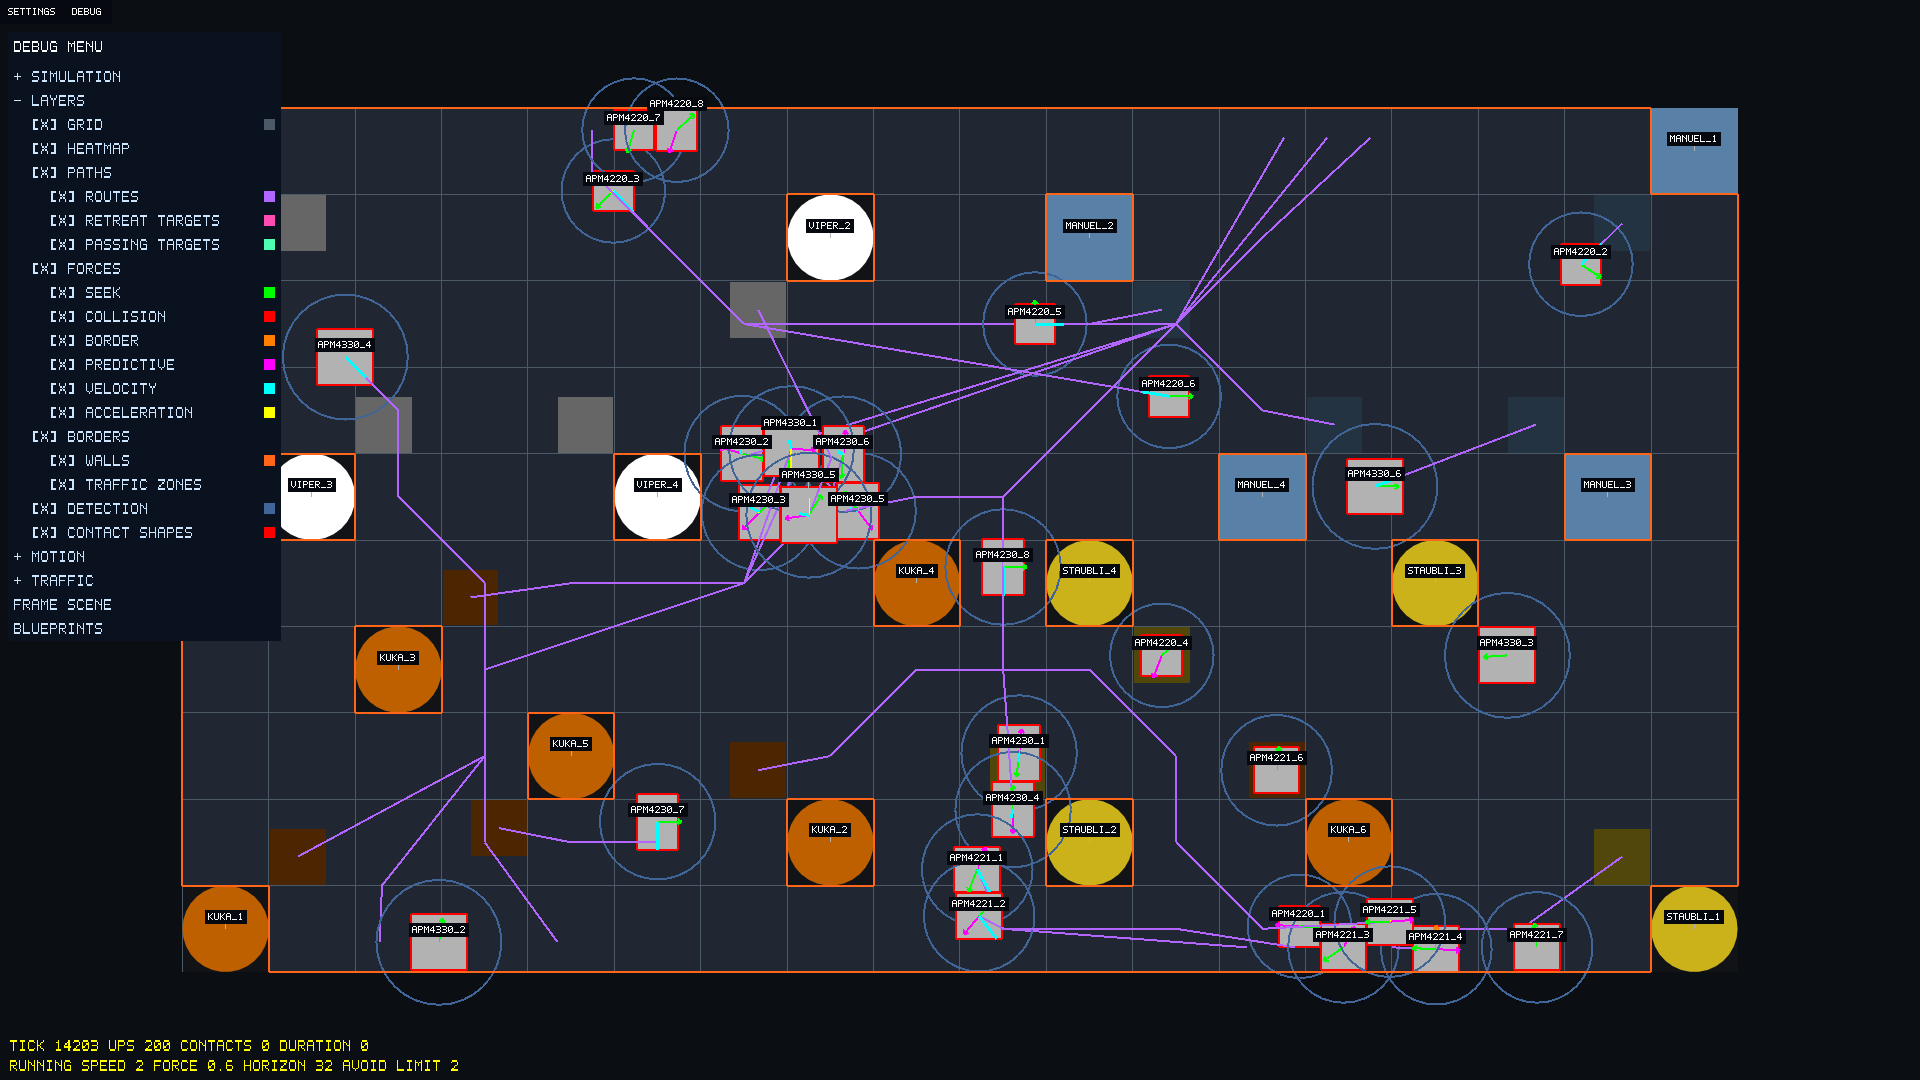 SETTINGS DEBUG
DEBUG MENU
+ SIMULATION
- LAYERS
[X] GRID
[X] HEATMAP
[X] PATHS
[X] ROUTES
[X] RETREAT TARGETS
[X] PASSING TARGETS
[X] FORCES
[X] SEEK
[X] COLLISION
[X] BORDER
[X] PREDICTIVE
[X] VELOCITY
[X] ACCELERATION
[X] BORDERS
[X] WALLS
[X] TRAFFIC ZONES
[X] DETECTION
[X] CONTACT SHAPES
+ MOTION
+ TRAFFIC
FRAME SCENE
BLUEPRINTS
APM4220_8
APM4220_7
MANUEL_1
APM4220_3
VIPER_2
MANUEL_2
APM4220_2
APM4220_5
APM4330_4
APM4220_6
APM4330_1
APM4230_2
APM4230_6
APM4330_5
APM4330_6
VIPER_3
VIPER_4
MANUEL_4
MANUEL_3
APM4230_3
APM4230_5
APM4230_8
KUKA_4
STAUBLI_4
STAUBLI_3
APM4220_4
APM4330_3
KUKA_3
APM4230_1
KUKA_5
APM4221_6
APM4230_4
APM4230_7
KUKA_2
STAUBLI_2
KUKA_6
APM4221_1
APM4221_2
APM4221_5
APM4220_1
KUKA_1
STAUBLI_1
APM4330_2
APM4221_3
APM4221_4
APM4221_7
TICK 14203 UPS 200 CONTACTS 0 DURATION 0
RUNNING SPEED 2 FORCE 0.6 HORIZON 32 AVOID LIMIT 2